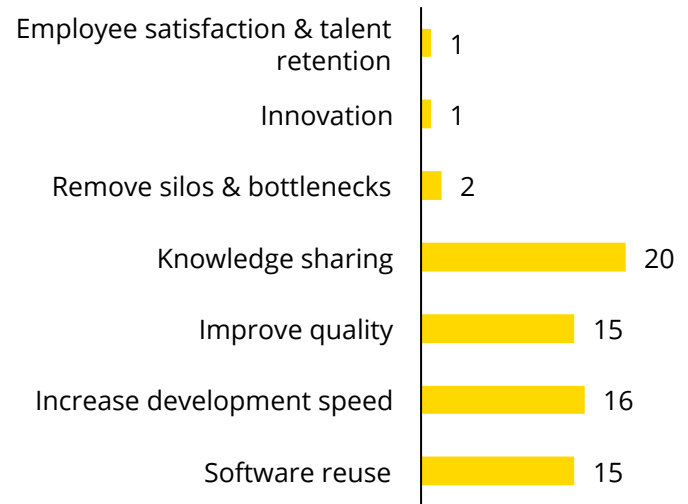 Employee satisfaction & talent
retention
1
Innovation
1
Remove silos & bottlenecks
2
Knowledge sharing
20
Improve quality
15
Increase development speed
16
Software reuse
15